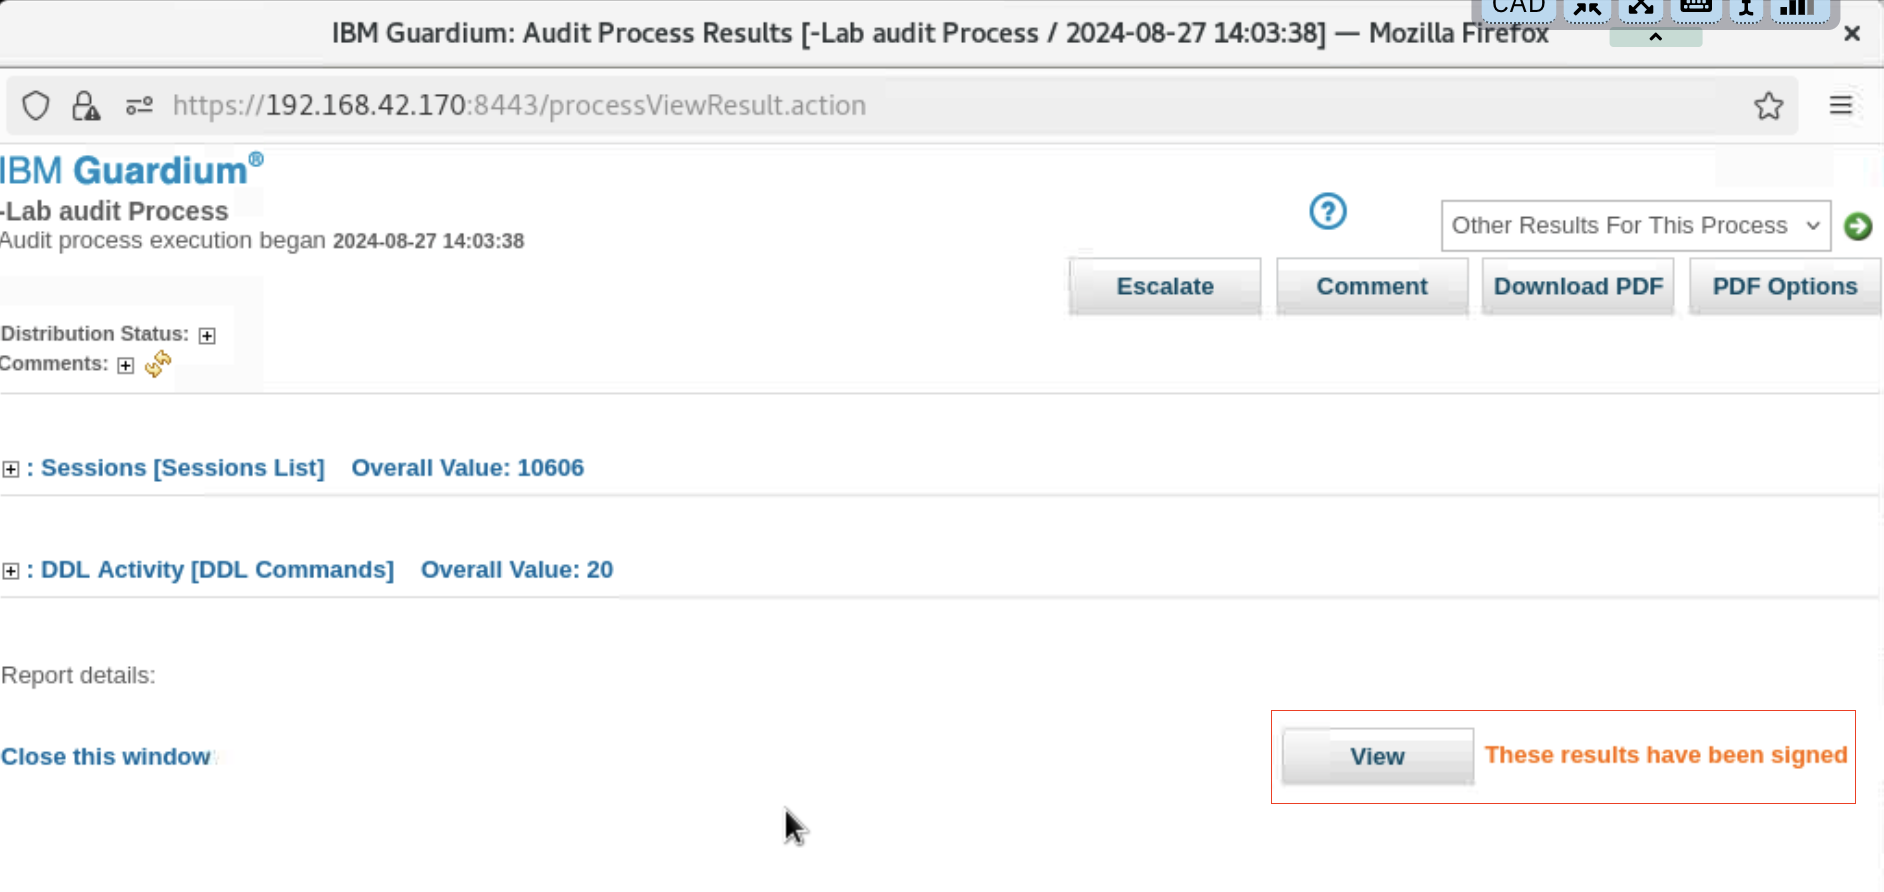 CAD
IBM Guardium: Audit Process Results [-Lab audit Process / 2024-08-27 14:03:38] — Mozilla Firefox
https://192.168.42.170:8443/processViewResult.action
IBM Guardium®
-Lab audit Process
Audit process execution began 2024-08-27 14:03:38
Other Results For This Process
Escalate Comment Download PDF PDF Options
Distribution Status:
Comments:
: Sessions [Sessions List] Overall Value: 10606
: DDL Activity [DDL Commands] Overall Value: 20
Report details:
Close this window
View These results have been signed